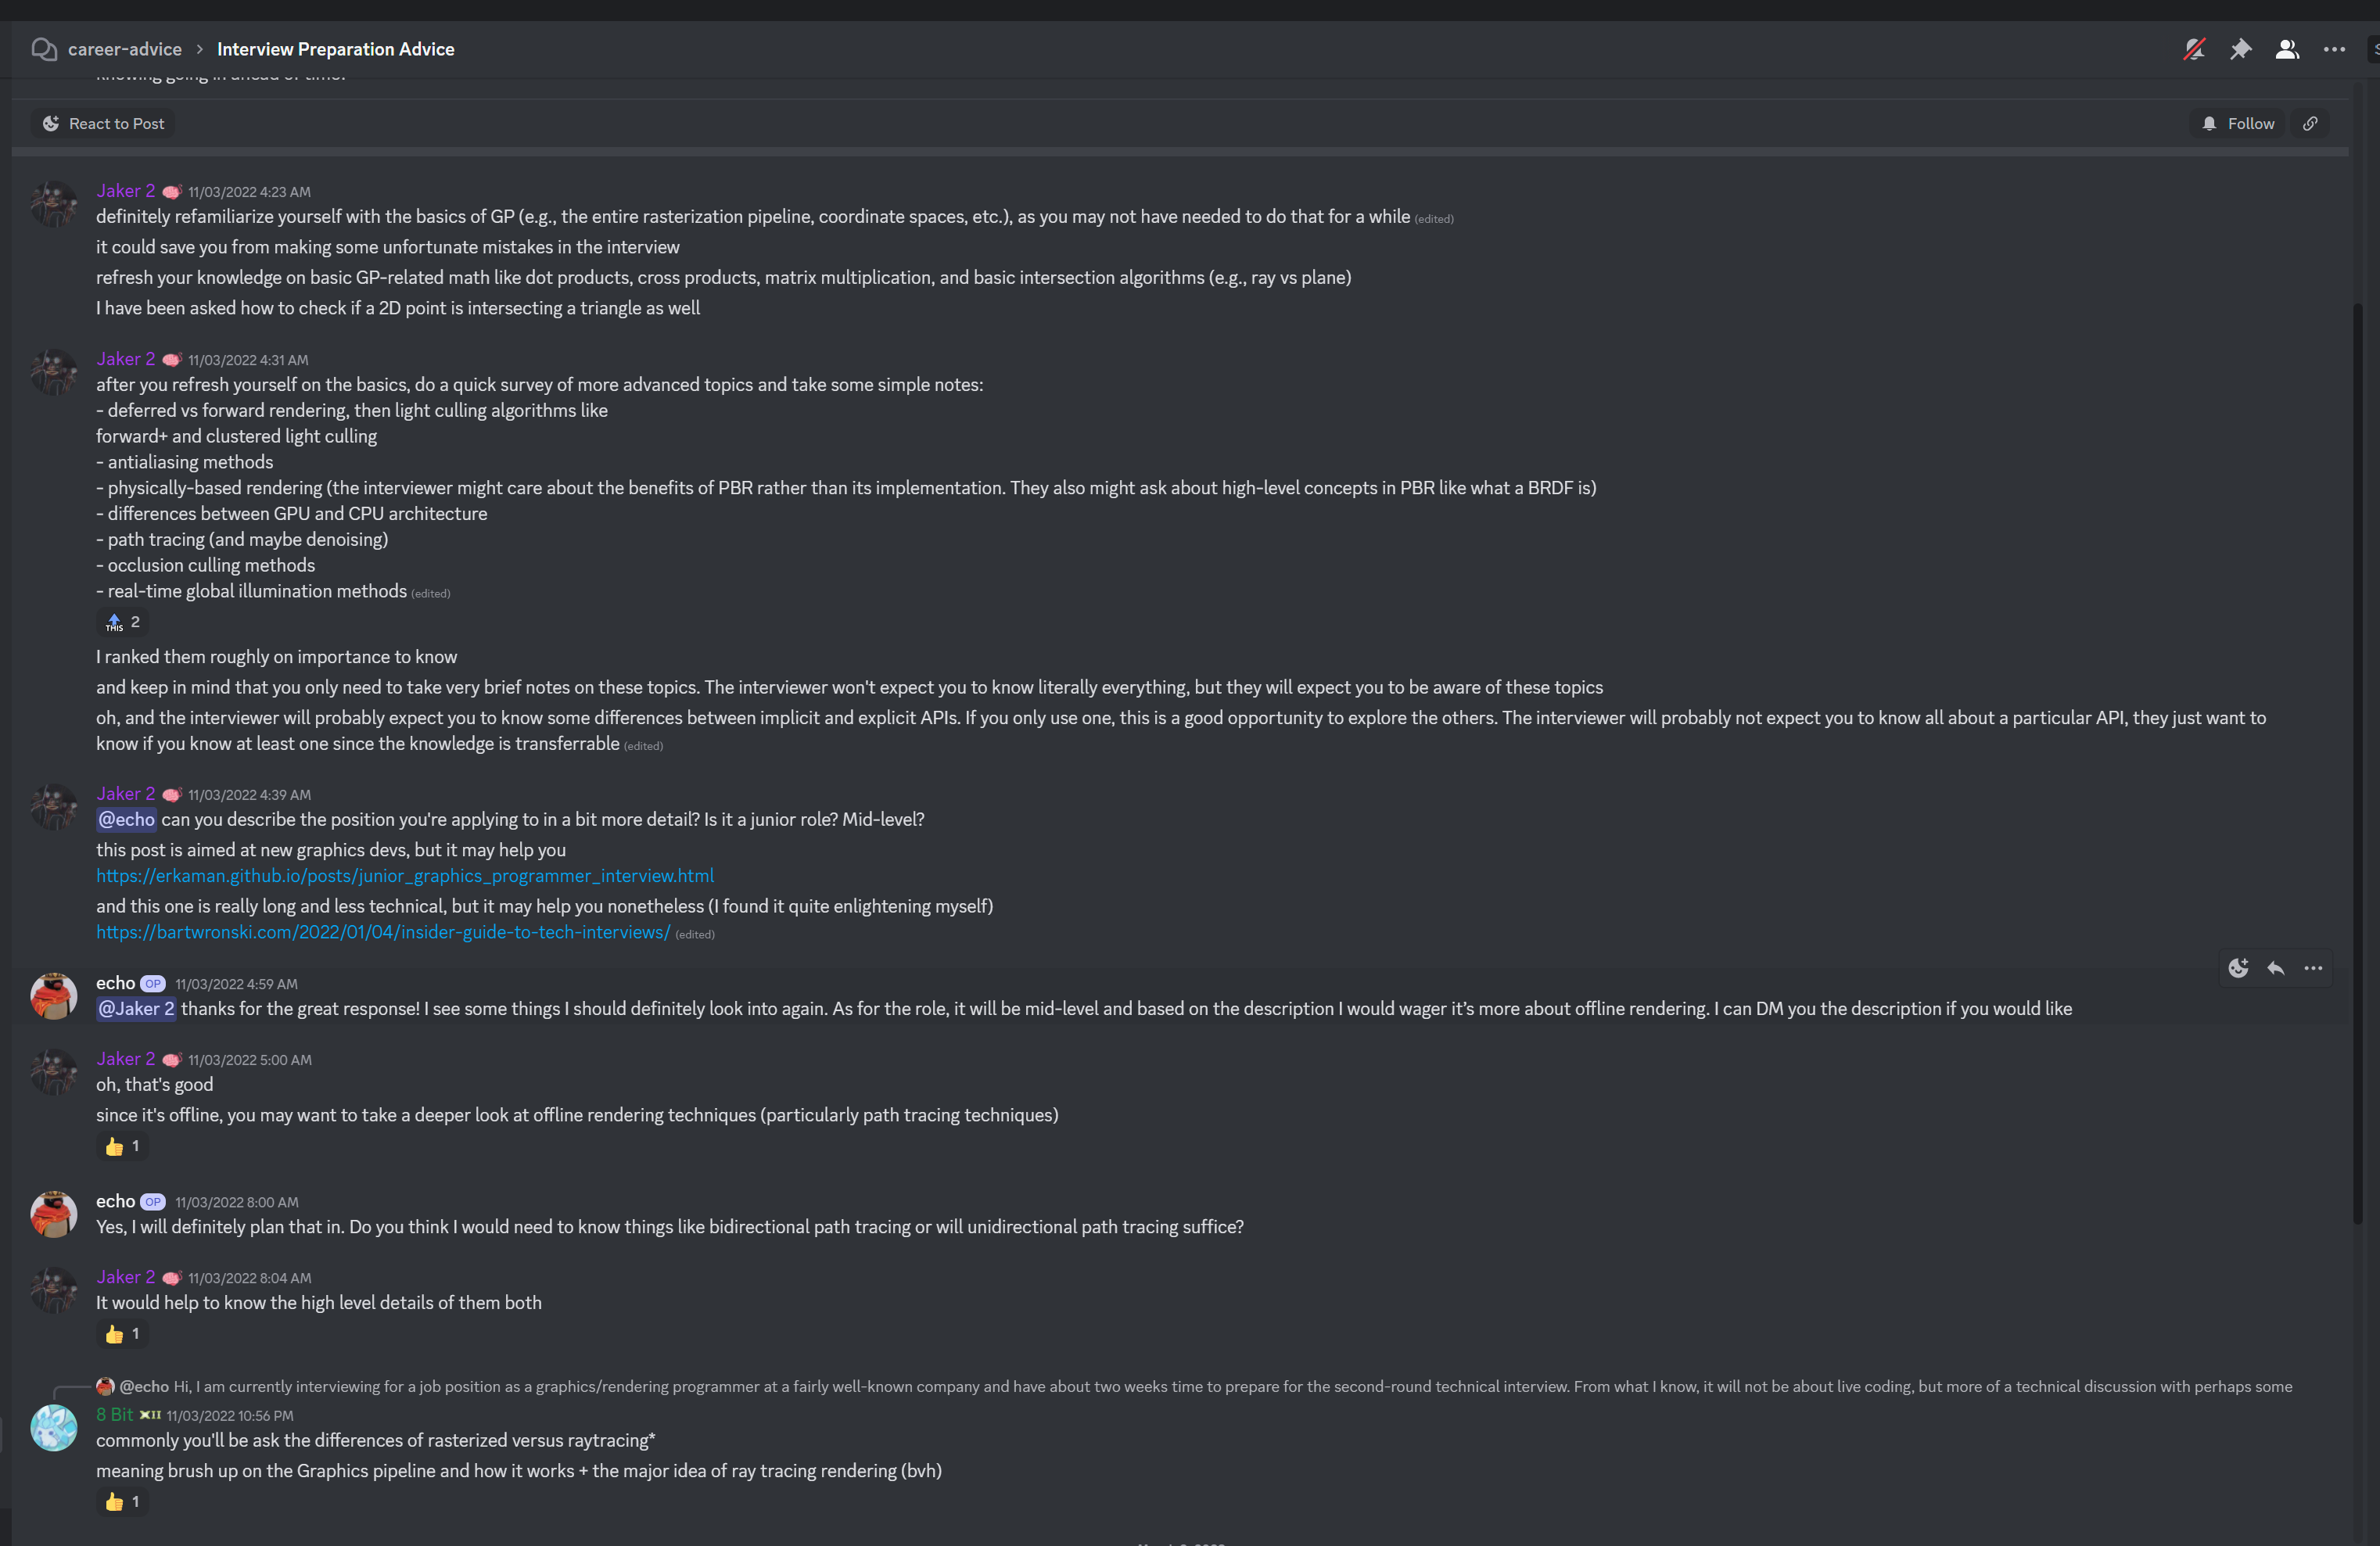 career-advice > Interview Preparation Advice
knowing going in ahead of time.
React to Post
Follow
Jaker 2 11/03/2022 4:23 AM
definitely refamiliarize yourself with the basics of GP (e.g., the entire rasterization pipeline, coordinate spaces, etc.), as you may not have needed to do that for a while (edited)
it could save you from making some unfortunate mistakes in the interview
refresh your knowledge on basic GP-related math like dot products, cross products, matrix multiplication, and basic intersection algorithms (e.g., ray vs plane)
I have been asked how to check if a 2D point is intersecting a triangle as well
Jaker 2 11/03/2022 4:31 AM
after you refresh yourself on the basics, do a quick survey of more advanced topics and take some simple notes:
- deferred vs forward rendering, then light culling algorithms like
forward+ and clustered light culling
- antialiasing methods
- physically-based rendering (the interviewer might care about the benefits of PBR rather than its implementation. They also might ask about high-level concepts in PBR like what a BRDF is)
- differences between GPU and CPU architecture
- path tracing (and maybe denoising)
- occlusion culling methods
- real-time global illumination methods (edited)
THIS 2
I ranked them roughly on importance to know
and keep in mind that you only need to take very brief notes on these topics. The interviewer won't expect you to know literally everything, but they will expect you to be aware of these topics
oh, and the interviewer will probably expect you to know some differences between implicit and explicit APIs. If you only use one, this is a good opportunity to explore the others. The interviewer will probably not expect you to know all about a particular API, they just want to
know if you know at least one since the knowledge is transferrable (edited)
Jaker 2 11/03/2022 4:39 AM
@echo can you describe the position you're applying to in a bit more detail? Is it a junior role? Mid-level?
this post is aimed at new graphics devs, but it may help you
https://erkaman.github.io/posts/junior_graphics_programmer_interview.html
and this one is really long and less technical, but it may help you nonetheless (I found it quite enlightening myself)
https://bartwronski.com/2022/01/04/insider-guide-to-tech-interviews/ (edited)
echo OP 11/03/2022 4:59 AM
@Jaker 2 thanks for the great response! I see some things I should definitely look into again. As for the role, it will be mid-level and based on the description I would wager it's more about offline rendering. I can DM you the description if you would like
Jaker 2 11/03/2022 5:00 AM
oh, that's good
since it's offline, you may want to take a deeper look at offline rendering techniques (particularly path tracing techniques)
1
echo OP 11/03/2022 8:00 AM
Yes, I will definitely plan that in. Do you think I would need to know things like bidirectional path tracing or will unidirectional path tracing suffice?
Jaker 2 11/03/2022 8:04 AM
It would help to know the high level details of them both
1
@echo Hi, I am currently interviewing for a job position as a graphics/rendering programmer at a fairly well-known company and have about two weeks time to prepare for the second-round technical interview. From what I know, it will not be about live coding, but more of a technical discussion with perhaps some
8 Bit XII 11/03/2022 10:56 PM
commonly you'll be ask the differences of rasterized versus raytracing*
meaning brush up on the Graphics pipeline and how it works + the major idea of ray tracing rendering (bvh)
1